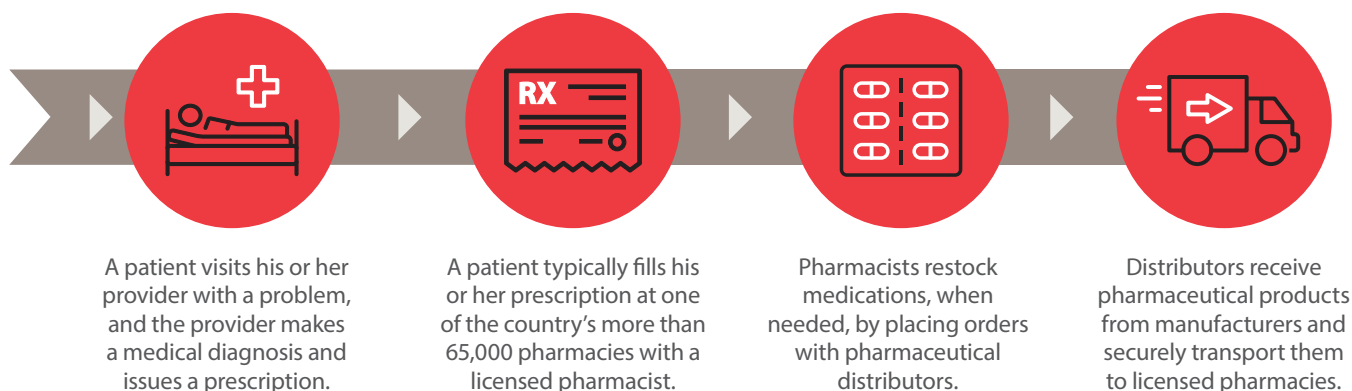 RX
A patient visits his or her
provider with a problem,
and the provider makes
a medical diagnosis and
issues a prescription.
A patient typically fills his
or her prescription at one
of the country’s more than
65,000 pharmacies with a
licensed pharmacist.
Pharmacists restock
medications, when
needed, by placing orders
with pharmaceutical
distributors.
Distributors receive
pharmaceutical products
from manufacturers and
securely transport them
to licensed pharmacies.